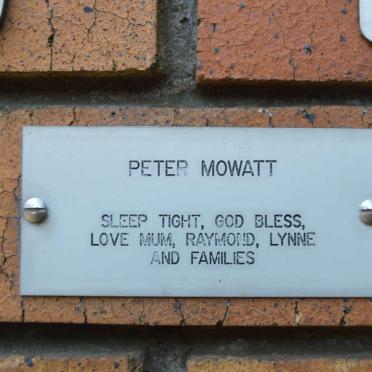 PETER MOWATT
SLEEP TIGHT, GOD BLESS,
LOVE MUM, RAYMOND, LYNNE
AND FAMILIES